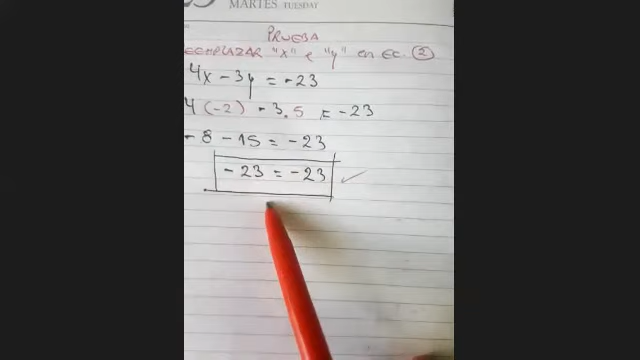 MARTES TUESDAY
PRUEBA
"x" e "y" en EC. 2
4x - 3y = -23
4(-2) - 3.5 = -23
-8 - 15 = -23
-23 = -23 ✓